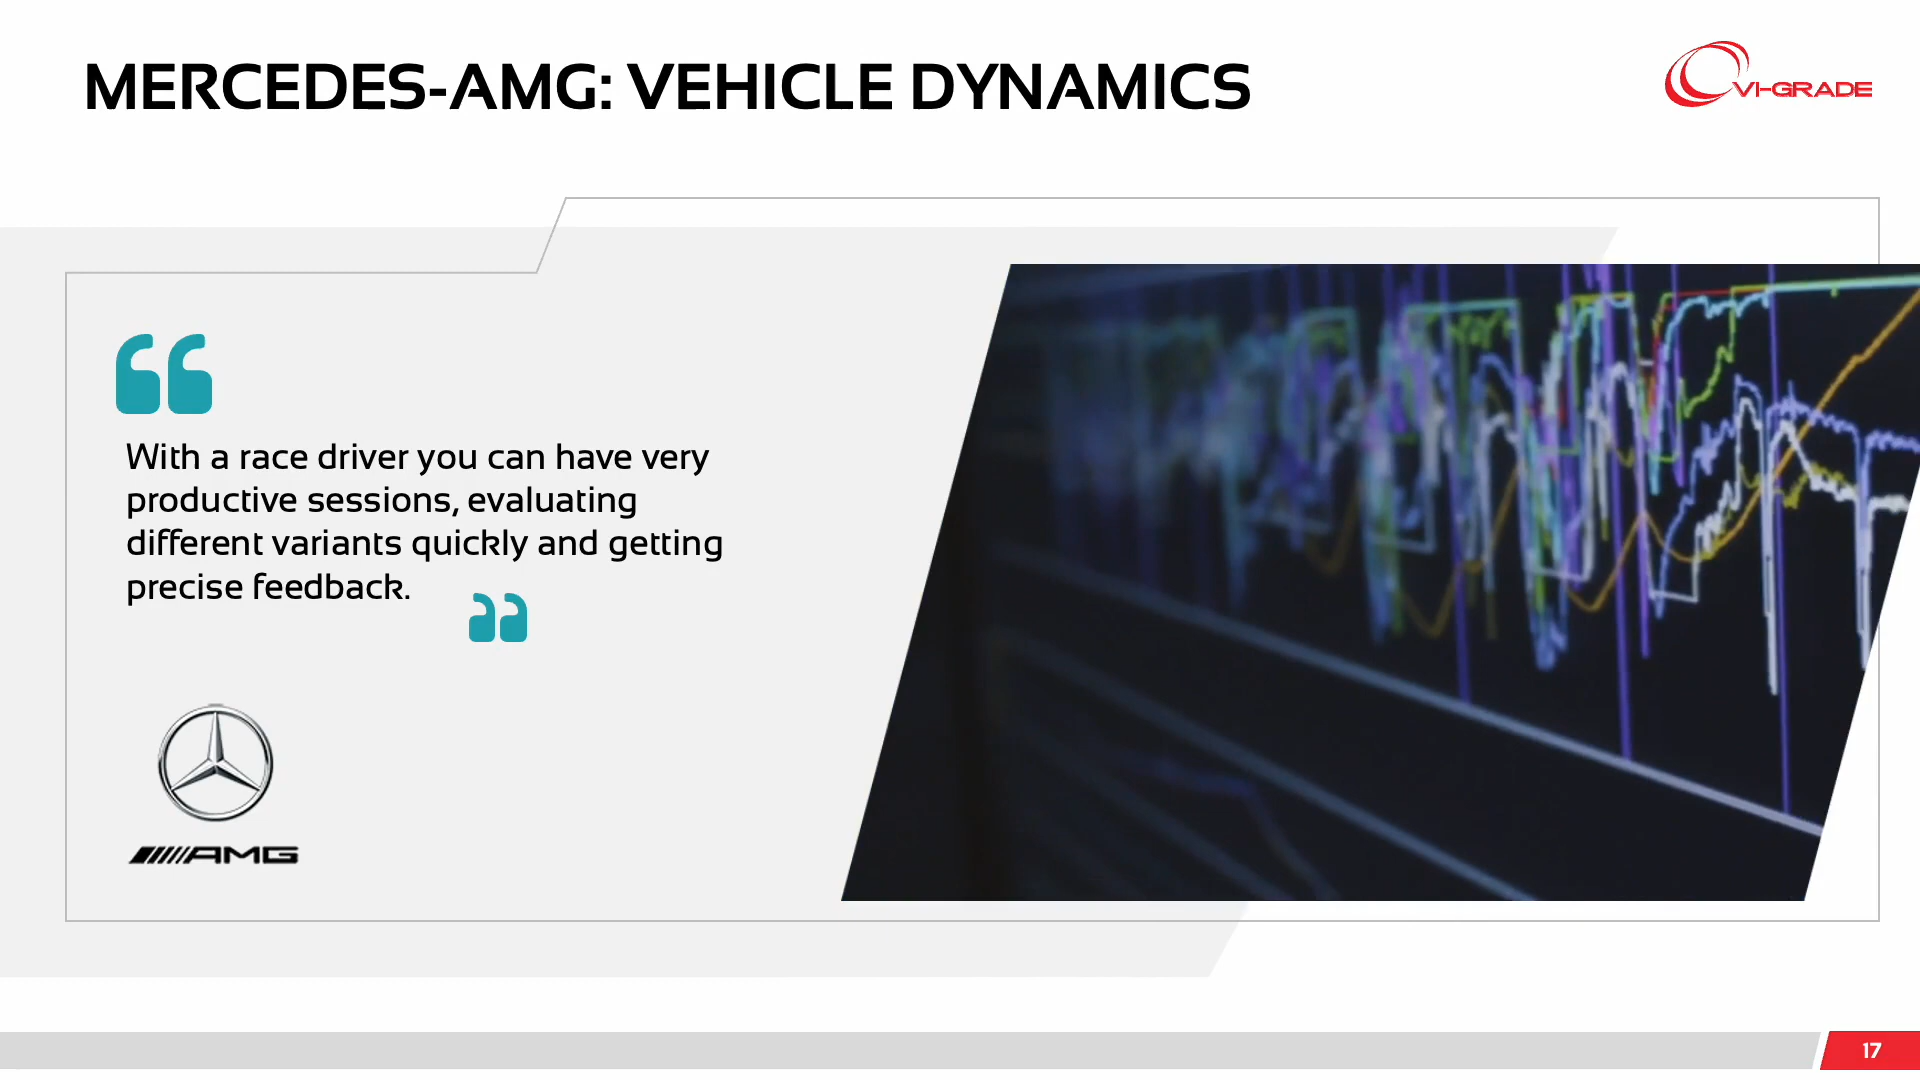 MERCEDES-AMG: VEHICLE DYNAMICS
VI-GRADE
With a race driver you can have very
productive sessions, evaluating
different variants quickly and getting
precise feedback.
AMG
17